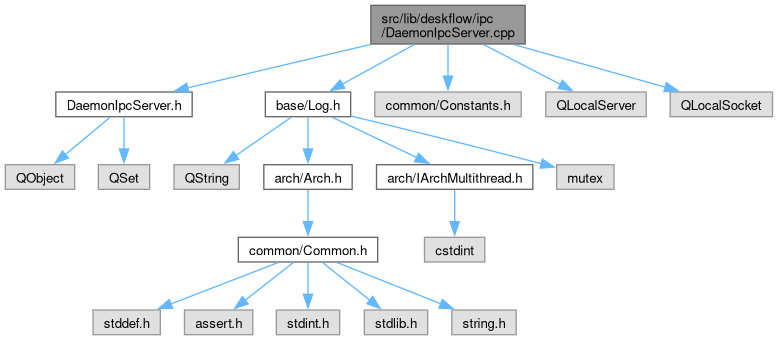 src/lib/deskflow/ipc
/DaemonIpcServer.cpp
DaemonIpcServer.h
base/Log.h
common/Constants.h
QLocalServer
QLocalSocket
QObject
QSet
QString
arch/Arch.h
arch/IArchMultithread.h
mutex
common/Common.h
cstdint
stddef.h
assert.h
stdint.h
stdlib.h
string.h